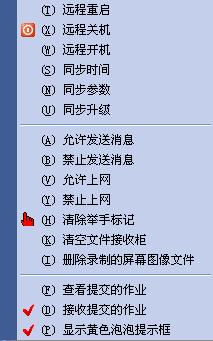 (T) 远程重启
(X) 远程关机
(W) 远程开机
(S) 同步时间
(N) 同步参数
(U) 同步升级
(A) 允许发送消息
(B) 禁止发送消息
(V) 允许上网
(Y) 禁止上网
(H) 清除举手标记
(K) 清空文件接收柜
(I) 删除录制的屏幕图像文件
(F) 查看提交的作业
(D) 接收提交的作业
(P) 显示黄色泡泡提示框